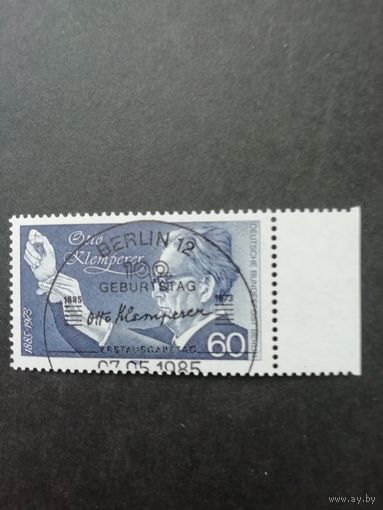 Otto
Klemperer
1885-1973
DEUTSCHE BUNDESPOST BERLIN
60
BERLIN 12
100.
GEBURTSTAG
1885
1973
Otto Klemperer
ERSTAUSGABETAG
07.05.1985
www.ay.by